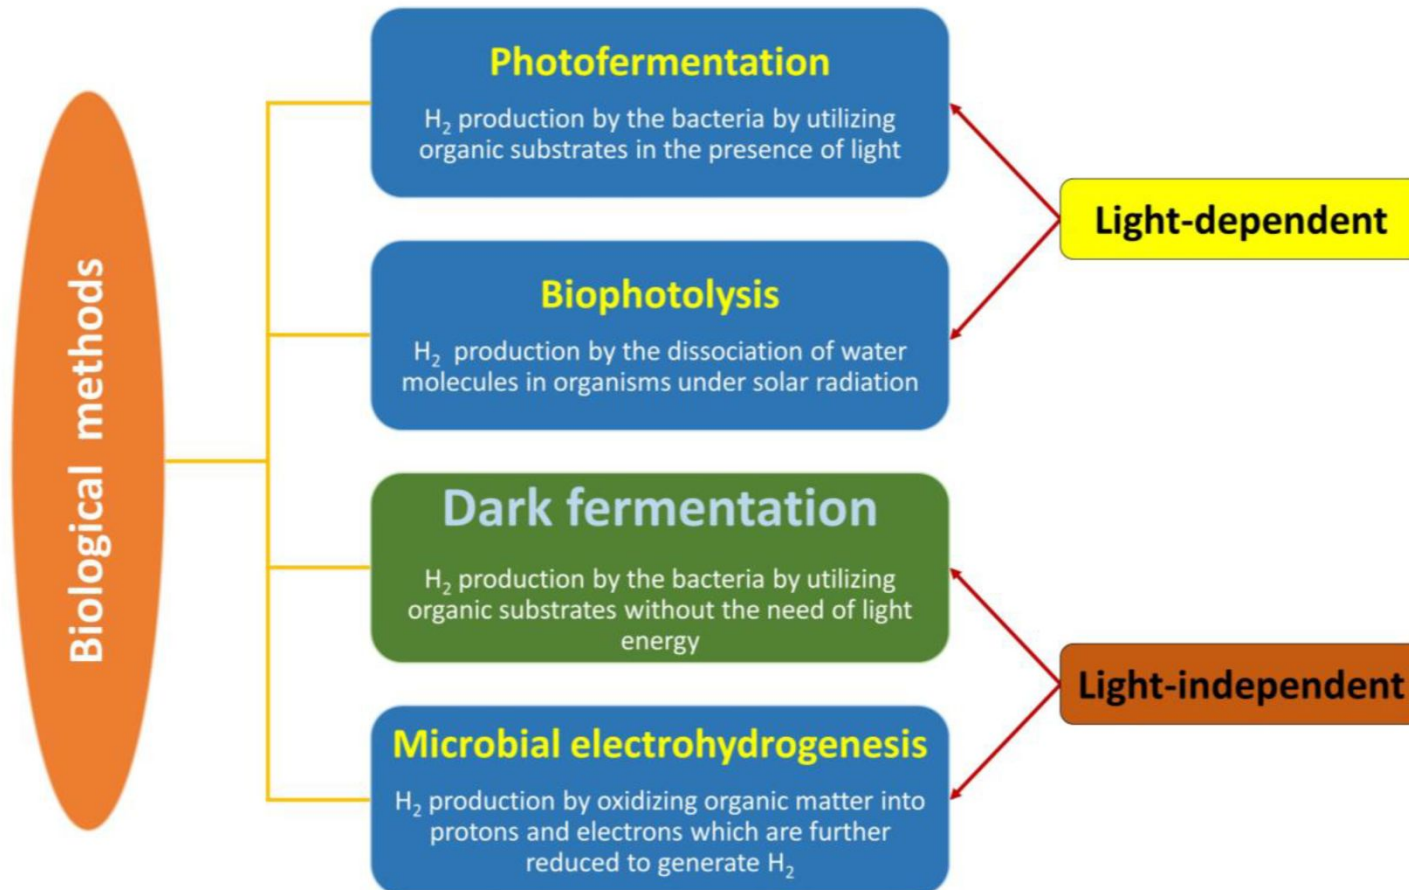 Biological methods
Photofermentation
H₂ production by the bacteria by utilizing
organic substrates in the presence of light
Biophotolysis
H₂ production by the dissociation of water
molecules in organisms under solar radiation
Dark fermentation
H₂ production by the bacteria by utilizing
organic substrates without the need of light
energy
Microbial electrohydrogenesis
H₂ production by oxidizing organic matter into
protons and electrons which are further
reduced to generate H₂
Light-dependent
Light-independent